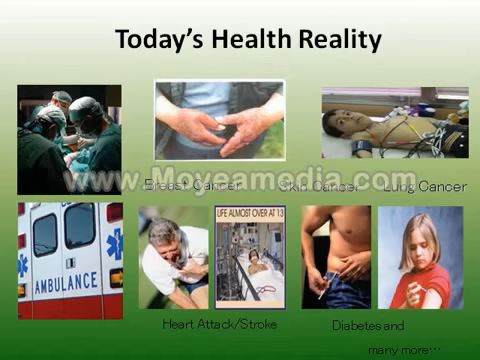 Today's Health Reality
www.Moyeamedia.com
Breast Cancer
Skin Cancer
Lung Cancer
AMBULANCE
LIFE ALMOST OVER AT 13
Heart Attack/Stroke
Diabetes and
many more…